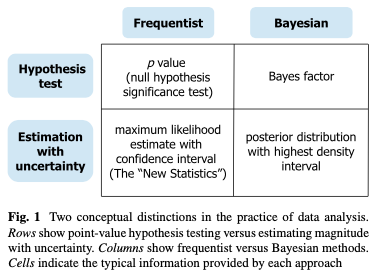 Frequentist
Bayesian
Hypothesis
test
p value
(null hypothesis
significance test)
Bayes factor
Estimation
with
uncertainty
maximum likelihood
estimate with
confidence interval
(The “New Statistics”)
posterior distribution
with highest density
interval
Fig. 1 Two conceptual distinctions in the practice of data analysis.
Rows show point-value hypothesis testing versus estimating magnitude
with uncertainty. Columns show frequentist versus Bayesian methods.
Cells indicate the typical information provided by each approach